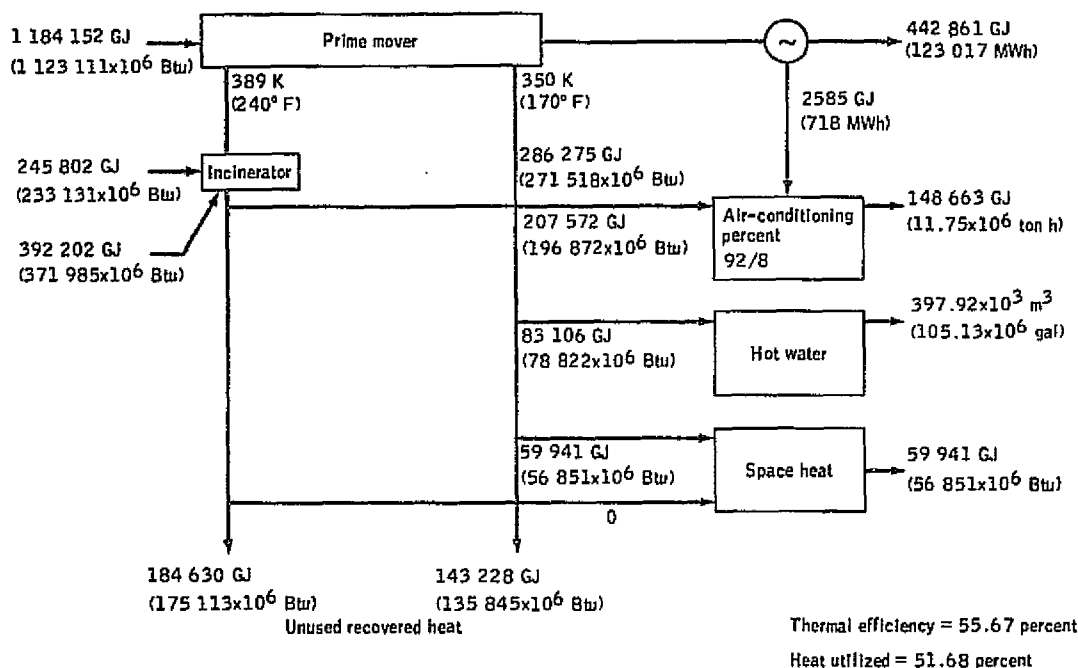 1 184 152 GJ
(1 123 111x10⁶ Btu)
Prime mover
~
442 861 GJ
(123 017 MWh)
389 K
(240° F)
350 K
(170° F)
2585 GJ
(718 MWh)
245 802 GJ
(233 131x10⁶ Btu)
Incinerator
286 275 GJ
(271 518x10⁶ Btu)
392 202 GJ
(371 985x10⁶ Btu)
207 572 GJ
(196 872x10⁶ Btu)
Air-conditioning
percent
92/8
148 663 GJ
(11.75x10⁶ ton h)
83 106 GJ
(78 822x10⁶ Btu)
Hot water
397.92x10³ m³
(105.13x10⁶ gal)
59 941 GJ
(56 851x10⁶ Btu)
Space heat
59 941 GJ
(56 851x10⁶ Btu)
0
184 630 GJ
(175 113x10⁶ Btu)
143 228 GJ
(135 845x10⁶ Btu)
Unused recovered heat
Thermal efficiency = 55.67 percent
Heat utilized = 51.68 percent